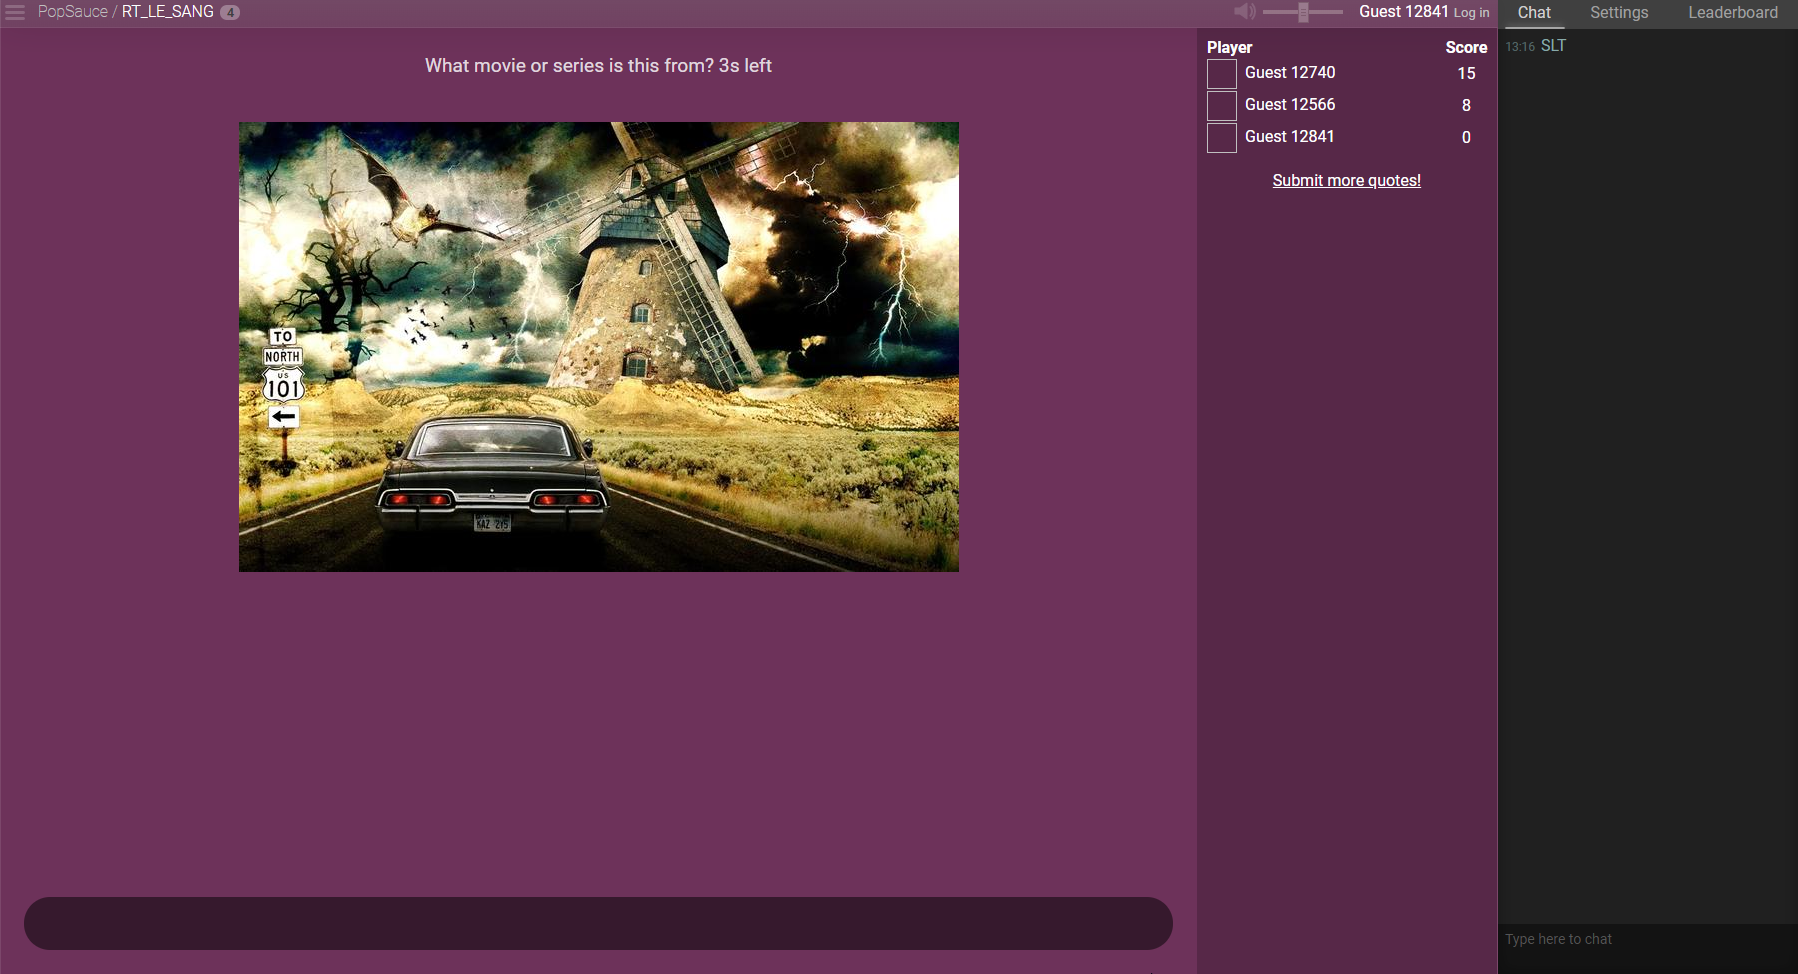 PopSauce / RT_LE_SANG 4
Guest 12841 Log in
Chat Settings Leaderboard
What movie or series is this from? 3s left
TO
NORTH
US
101
KAZ 2Y5
Player Score
Guest 12740 15
Guest 12566 8
Guest 12841 0
Submit more quotes!
13:16 SLT
Type here to chat